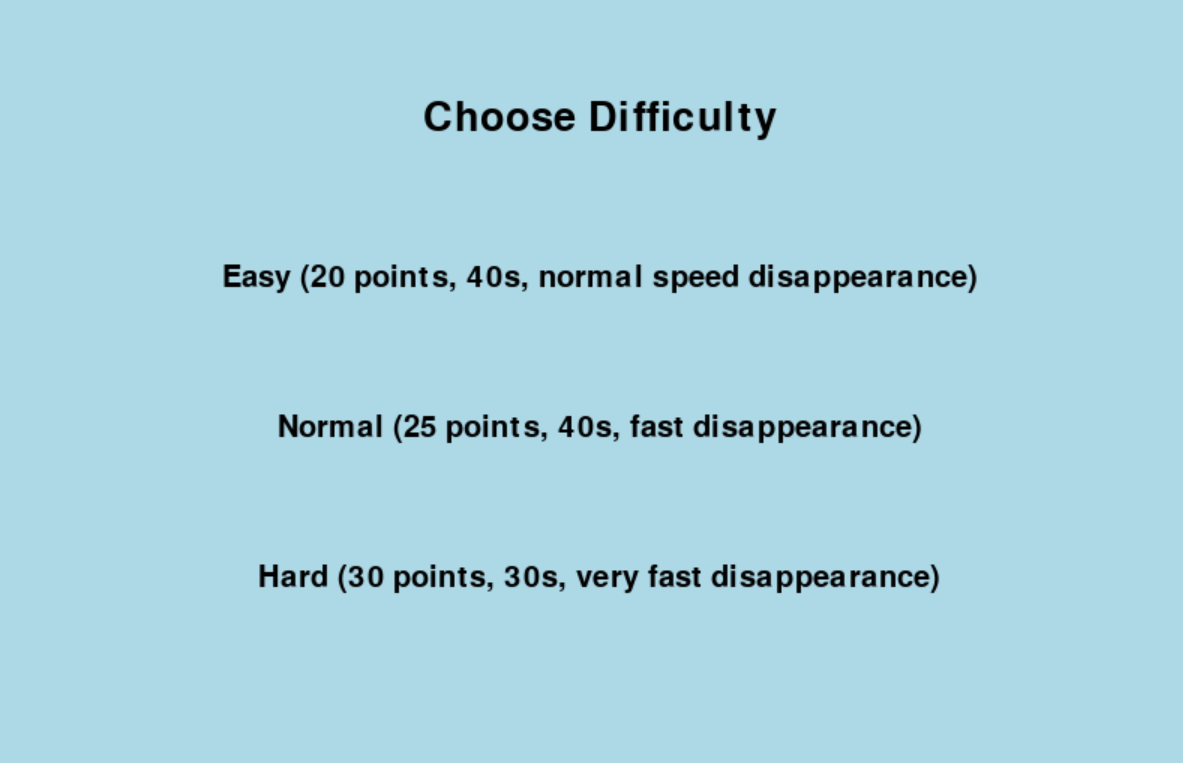 Choose Difficulty
Easy (20 points, 40s, normal speed disappearance)
Normal (25 points, 40s, fast disappearance)
Hard (30 points, 30s, very fast disappearance)